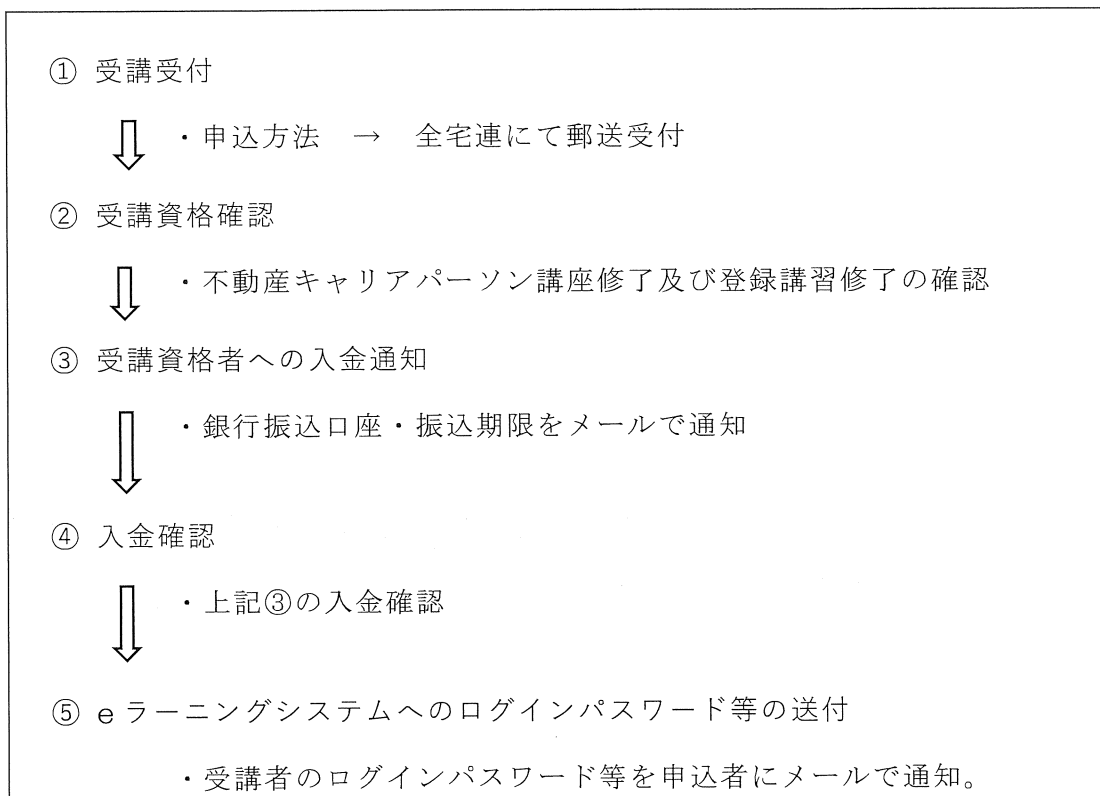 ① 受講受付
・申込方法 → 全宅連にて郵送受付
② 受講資格確認
・不動産キャリアパーソン講座修了及び登録講習修了の確認
③ 受講資格者への入金通知
・銀行振込口座・振込期限をメールで通知
④ 入金確認
・上記③の入金確認
⑤ eラーニングシステムへのログインパスワード等の送付
・受講者のログインパスワード等を申込者にメールで通知。